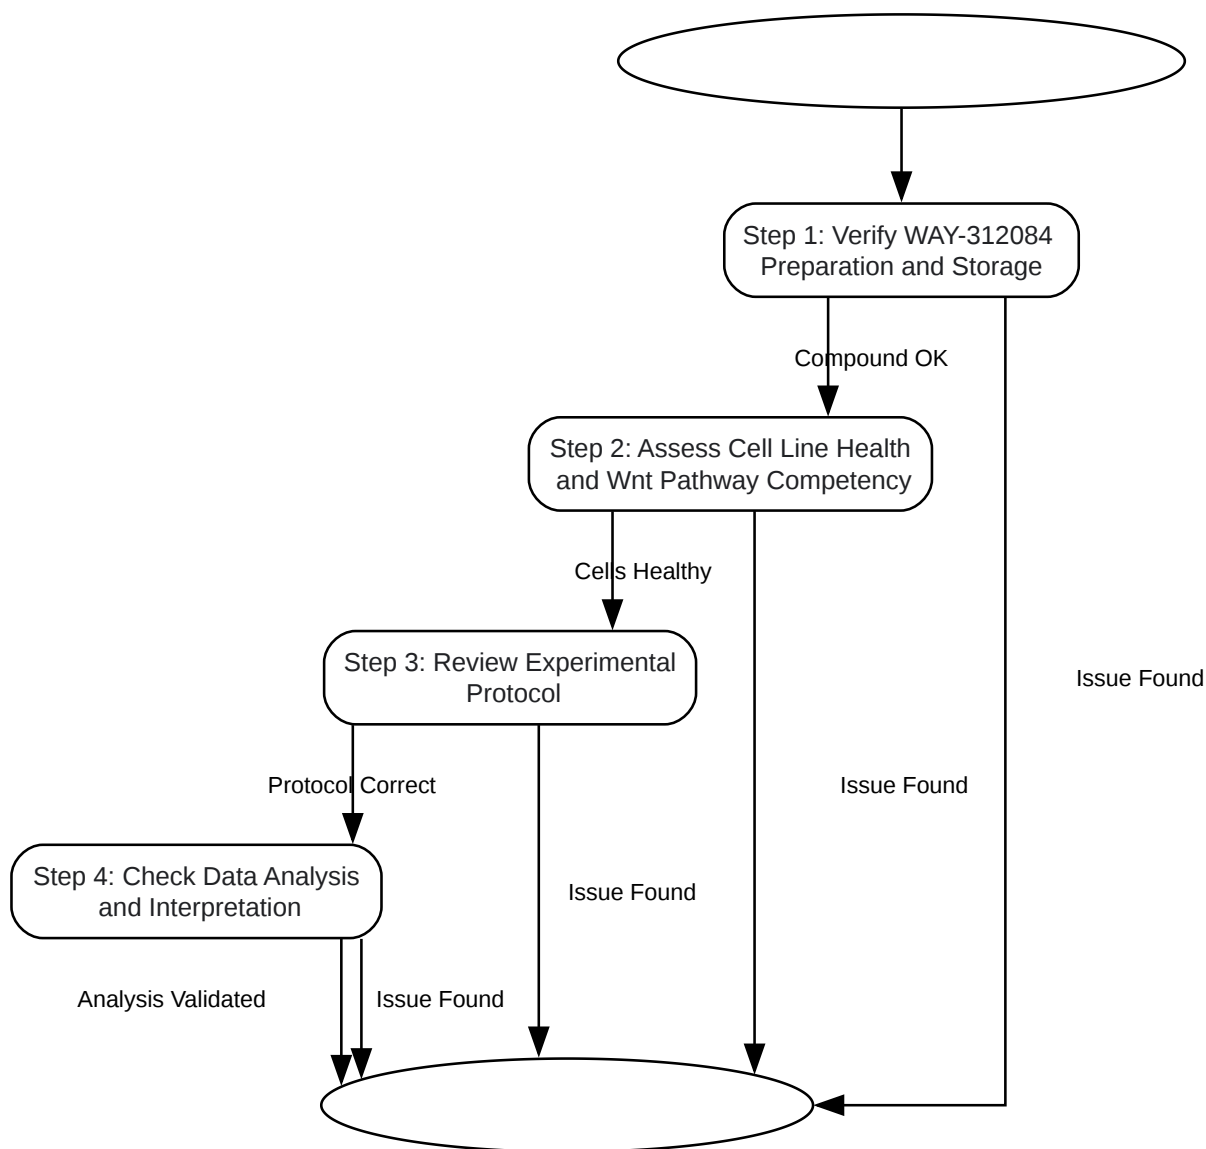 Step 1: Verify WAY-312084
Preparation and Storage
Compound OK
Step 2: Assess Cell Line Health
and Wnt Pathway Competency
Cells Healthy
Step 3: Review Experimental
Protocol
Issue Found
Protocol Correct
Issue Found
Step 4: Check Data Analysis
and Interpretation
Issue Found
Analysis Validated
Issue Found